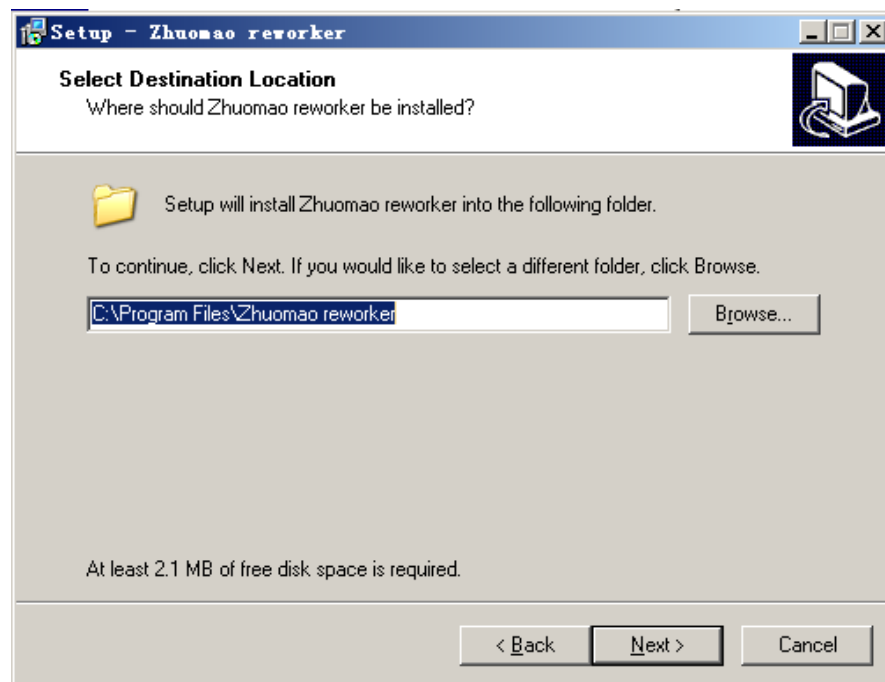 Setup - Zhuomao reworker
Select Destination Location
Where should Zhuomao reworker be installed?
Setup will install Zhuomao reworker into the following folder.
To continue, click Next. If you would like to select a different folder, click Browse.
C:\Program Files\Zhuomao reworker
Browse...
At least 2.1 MB of free disk space is required.
< Back
Next >
Cancel